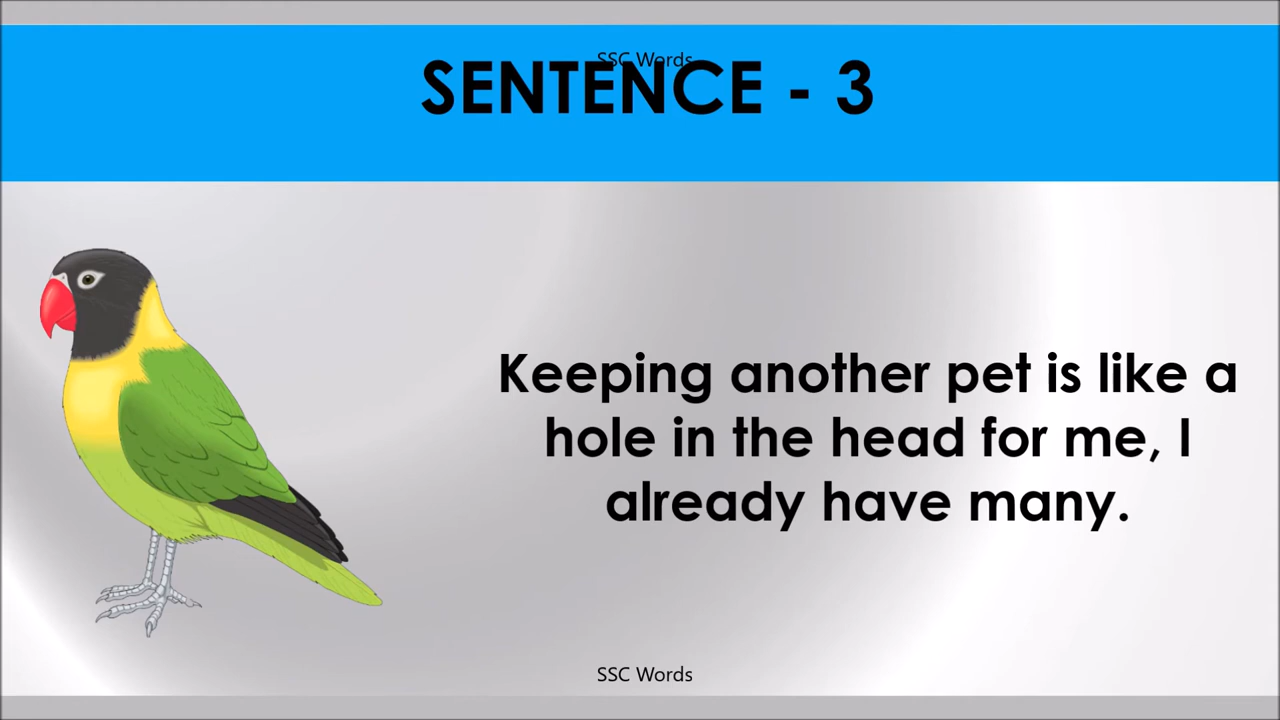 SSC Words
SENTENCE - 3
Keeping another pet is like a
hole in the head for me, I
already have many.
SSC Words